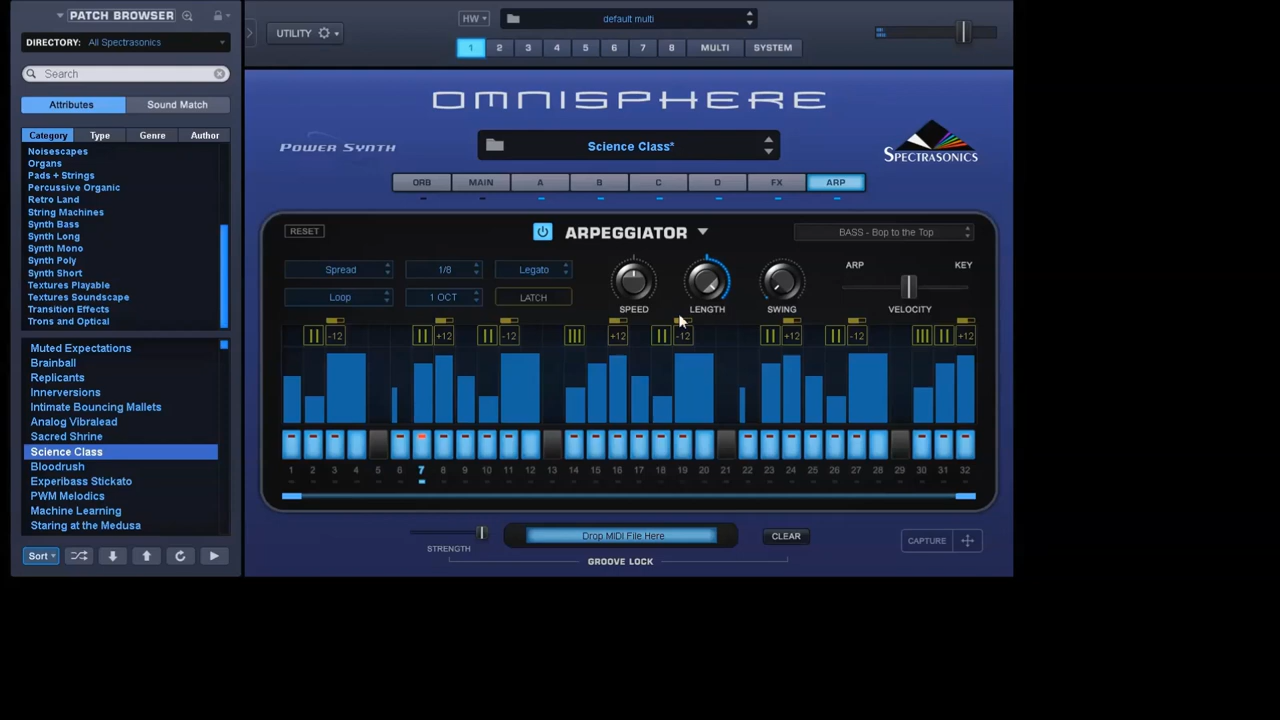 PATCH BROWSER
DIRECTORY: All Spectrasonics
Search
Attributes Sound Match
Category Type Genre Author
Noisescapes
Organs
Pads + Strings
Percussive Organic
Retro Land
String Machines
Synth Bass
Synth Long
Synth Mono
Synth Poly
Synth Short
Textures Playable
Textures Soundscape
Transition Effects
Trons and Optical
Muted Expectations
Brainball
Replicants
Innerversions
Intimate Bouncing Mallets
Analog Vibralead
Sacred Shrine
Science Class
Bloodrush
Experibass Stickato
PWM Melodics
Machine Learning
Staring at the Medusa
Sort
UTILITY
HW default multi
1 2 3 4 5 6 7 8 MULTI SYSTEM
OMNISPHERE
POWER SYNTH
Science Class*
SPECTRASONICS
ORB MAIN A B C D FX ARP
RESET ARPEGGIATOR BASS - Bop to the Top
Spread 1/8 Legato
Loop 1 OCT LATCH
SPEED LENGTH SWING
ARP KEY
VELOCITY
-12 +12 -12 +12 -12 +12 -12 +12
1 2 3 4 5 6 7 8 9 10 11 12 13 14 15 16 17 18 19 20 21 22 23 24 25 26 27 28 29 30 31 32
STRENGTH Drop MIDI File Here CLEAR
GROOVE LOCK
CAPTURE